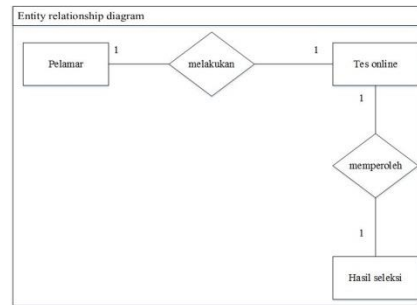 Entity relationship diagram
Pelamar
1
melakukan
1
Tes online
1
memperoleh
1
Hasil seleksi